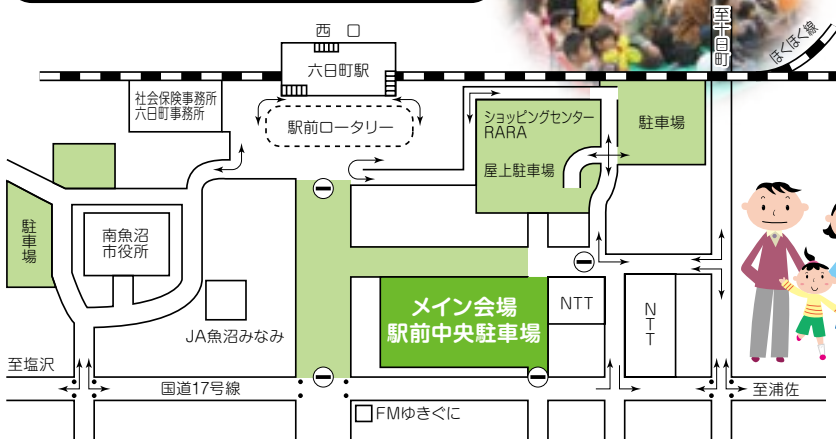 西 口
六日町駅
至十日町
ほくほく線
社会保険事務所
六日町事務所
駅前ロータリー
ショッピングセンター
RARA
屋上駐車場
駐車場
駐車場
南魚沼
市役所
JA魚沼みなみ
メイン会場
駅前中央駐車場
NTT
NTT
至塩沢
国道17号線
至浦佐
FMゆきぐに